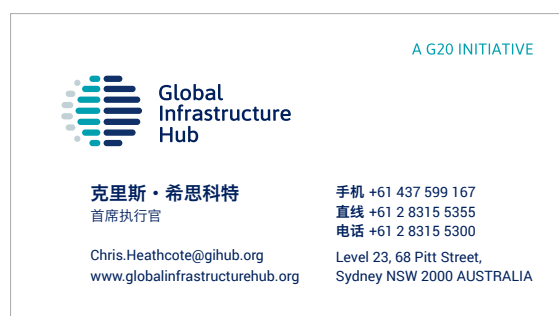 A G20 INITIATIVE
Global
Infrastructure
Hub
克里斯·希思科特
首席执行官
Chris.Heathcote@gihub.org
www.globalinfrastructurehub.org
手机 +61 437 599 167
直线 +61 2 8315 5355
电话 +61 2 8315 5300
Level 23, 68 Pitt Street,
Sydney NSW 2000 AUSTRALIA